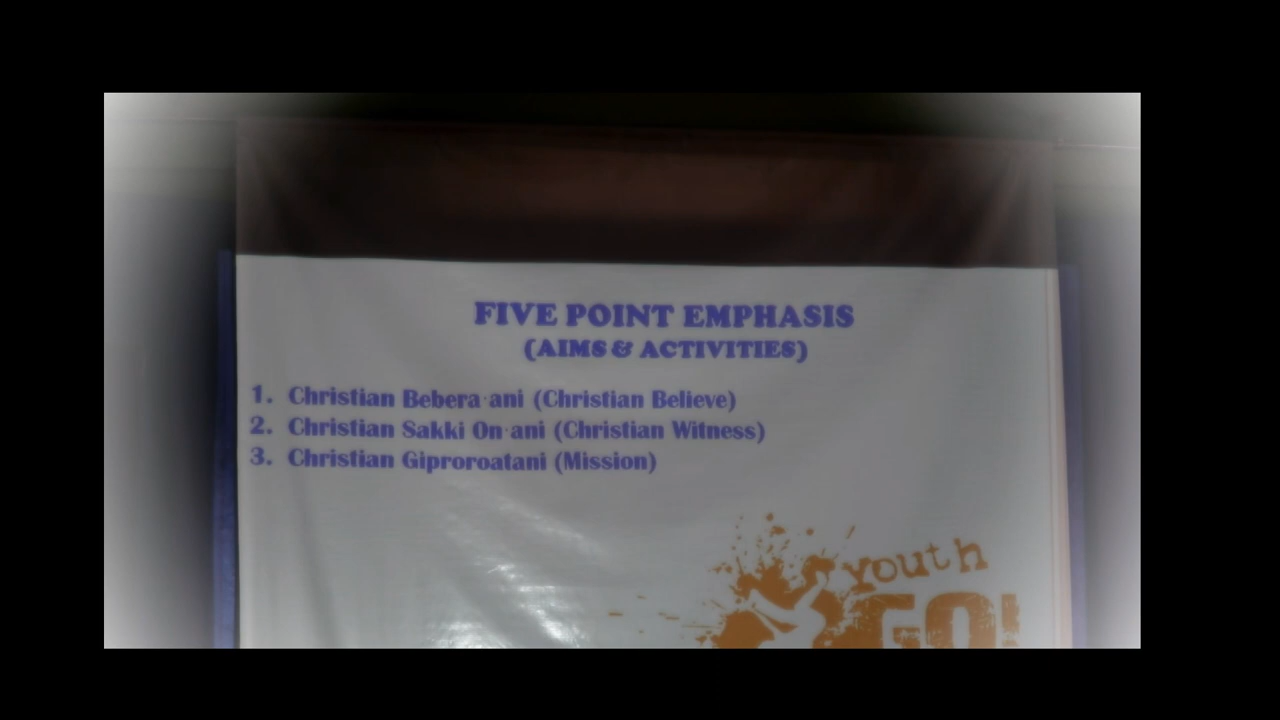 FIVE POINT EMPHASIS
(AIMS & ACTIVITIES)
1. Christian Bebera·ani (Christian Believe)
2. Christian Sakki On·ani (Christian Witness)
3. Christian Giproroatani (Mission)
youth
GO!